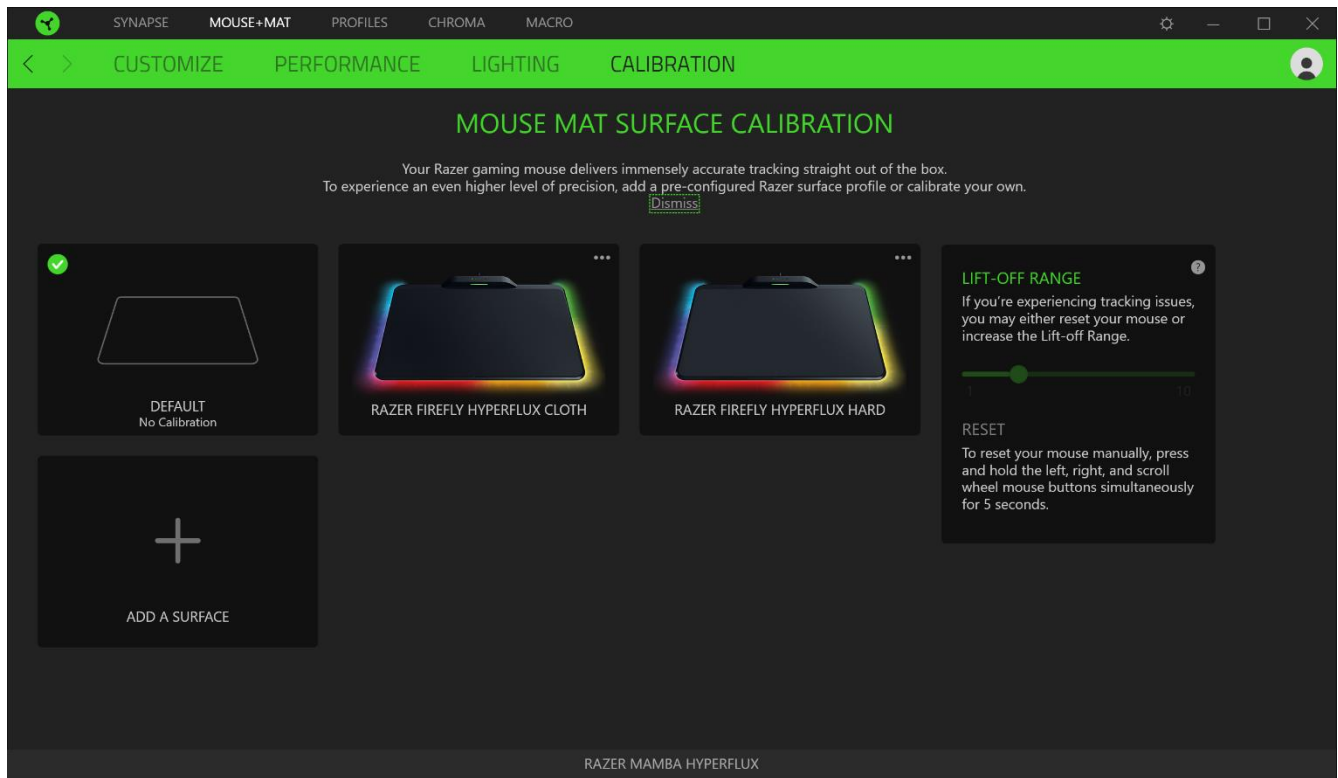 SYNAPSE MOUSE+MAT PROFILES CHROMA MACRO
CUSTOMIZE PERFORMANCE LIGHTING CALIBRATION
MOUSE MAT SURFACE CALIBRATION
Your Razer gaming mouse delivers immensely accurate tracking straight out of the box.
To experience an even higher level of precision, add a pre-configured Razer surface profile or calibrate your own.
Dismiss
DEFAULT
No Calibration
RAZER FIREFLY HYPERFLUX CLOTH
RAZER FIREFLY HYPERFLUX HARD
LIFT-OFF RANGE
If you're experiencing tracking issues,
you may either reset your mouse or
increase the Lift-off Range.
1 10
RESET
To reset your mouse manually, press
and hold the left, right, and scroll
wheel mouse buttons simultaneously
for 5 seconds.
ADD A SURFACE
RAZER MAMBA HYPERFLUX